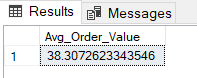 Results Messages
Avg_Order_Value
1 38.3072623343546